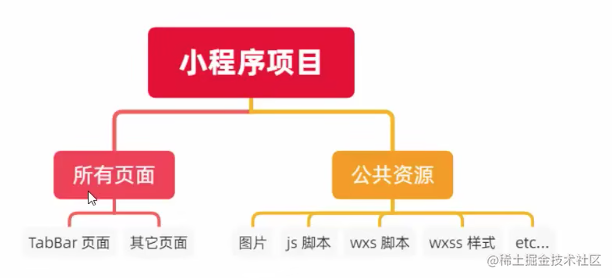 小程序项目
所有页面
公共资源
TabBar 页面
其它页面
图片
js 脚本
wxs 脚本
wxss 样式
etc...
@稀土掘金技术社区